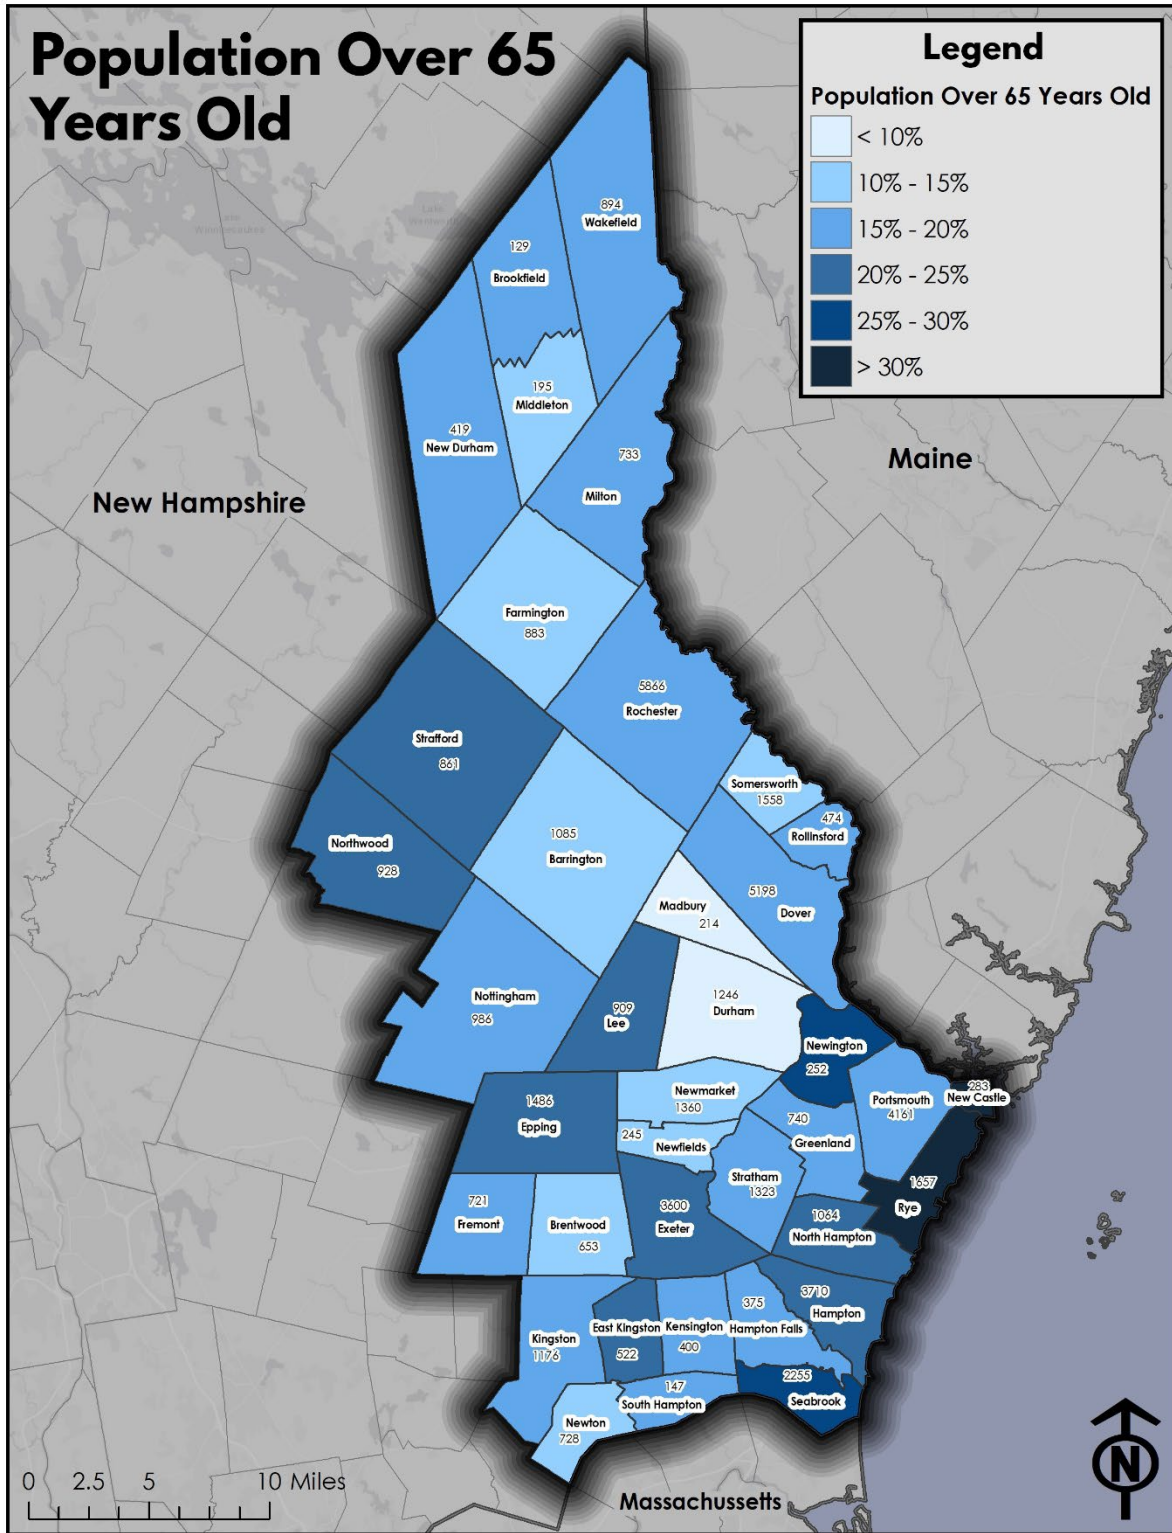 Population Over 65
Years Old
Legend
Population Over 65 Years Old
< 10%
10% - 15%
15% - 20%
20% - 25%
25% - 30%
> 30%
894
Wakefield
129
Brookfield
195
Middleton
419
New Durham
733
Milton
Maine
New Hampshire
Farmington
883
5866
Rochester
Strafford
861
Somersworth
1558
474
Rollinsford
1085
Barrington
Northwood
928
5198
Dover
Madbury
214
Nottingham
986
909
Lee
1246
Durham
Newington
252
Newmarket
1360
Portsmouth
4161
283
New Castle
1486
Epping
245
Newfields
740
Greenland
Stratham
1323
1657
Rye
721
Fremont
Brentwood
653
3600
Exeter
1064
North Hampton
3710
Hampton
375
Hampton Falls
Kensington
400
East Kingston
522
Kingston
1176
2255
Seabrook
147
South Hampton
Newton
728
0 2.5 5 10 Miles
Massachussetts
N